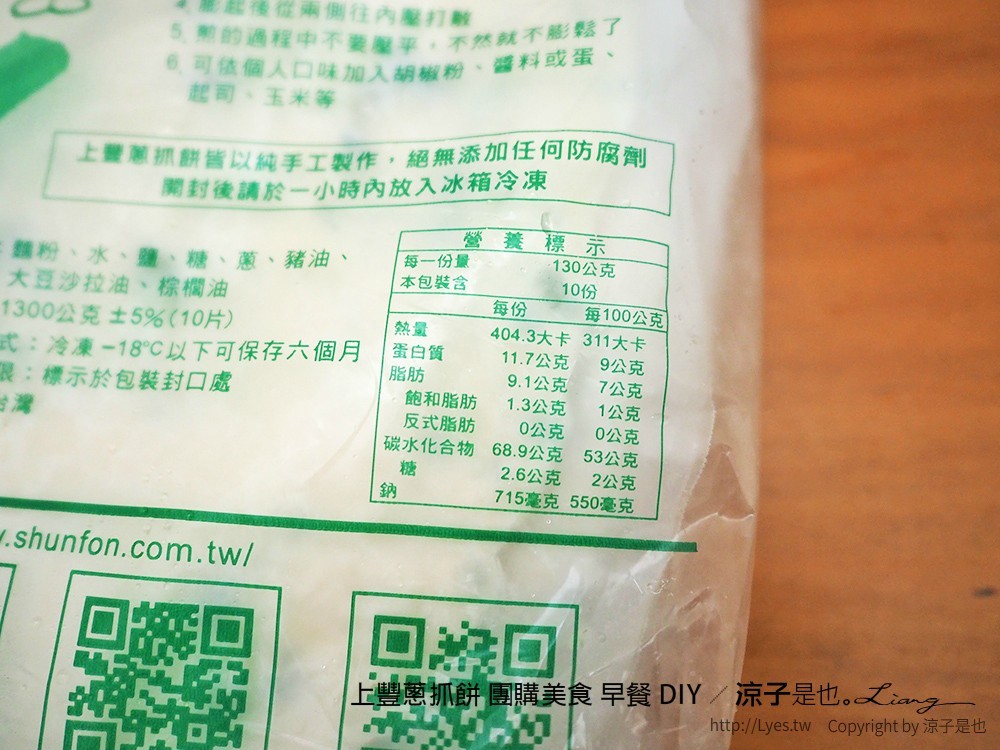 4. 膨起後從兩側往內壓打鬆
5. 煎的過程中不要壓平，不然就不膨鬆了
6. 可依個人口味加入胡椒粉、醬料或蛋、
起司、玉米等
上豐蔥抓餅皆以純手工製作，絕無添加任何防腐劑
開封後請於一小時內放入冰箱冷凍
：麵粉、水、鹽、糖、蔥、豬油、
大豆沙拉油、棕櫚油
1300公克 ±5%(10片)
式：冷凍 -18℃以下可保存六個月
限：標示於包裝封口處
台灣
營養標示
每一份量 130公克
本包裝含 10份
每份 每100公克
熱量 404.3大卡 311大卡
蛋白質 11.7公克 9公克
脂肪 9.1公克 7公克
飽和脂肪 1.3公克 1公克
反式脂肪 0公克 0公克
碳水化合物 68.9公克 53公克
糖 2.6公克 2公克
鈉 715毫克 550毫克
.shunfon.com.tw/
上豐蔥抓餅 團購美食 早餐 DIY ／ 涼子是也。Liang
http://Lyes.tw Copyright by 涼子是也